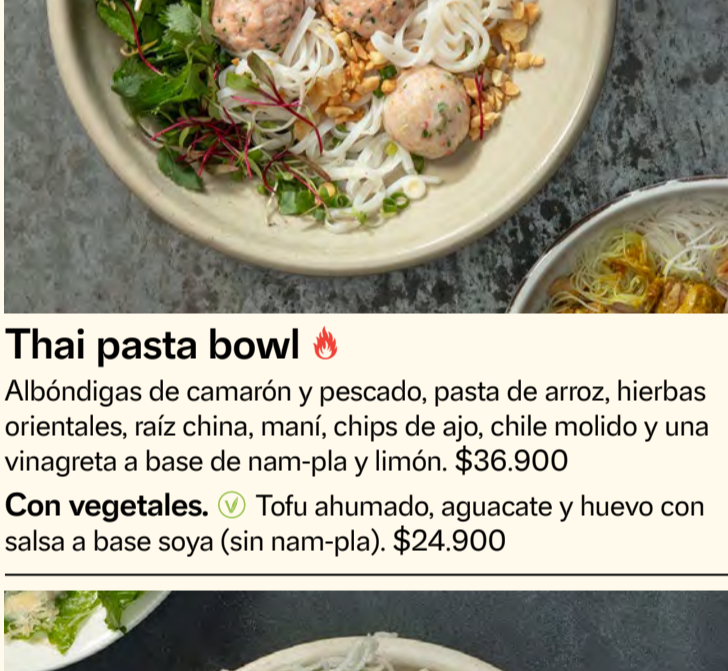 Thai pasta bowl
Albóndigas de camarón y pescado, pasta de arroz, hierbas
orientales, raíz china, maní, chips de ajo, chile molido y una
vinagreta a base de nam-pla y limón. $36.900
Con vegetales. Tofu ahumado, aguacate y huevo con
salsa a base soya (sin nam-pla). $24.900